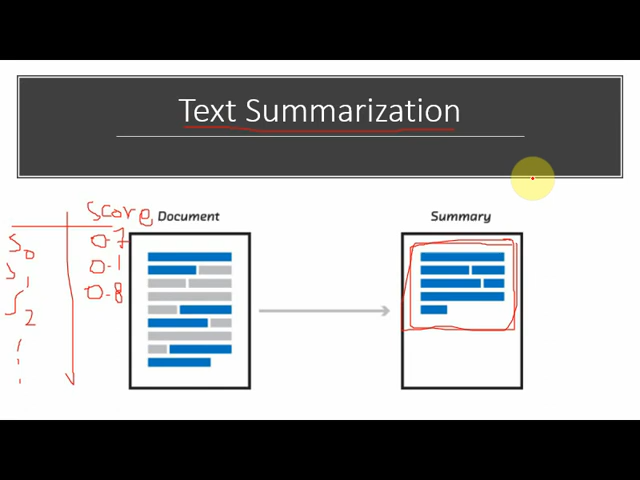 Text Summarization
Score
Document
Summary
S0 0.7
S1 0.1
S2 0.8